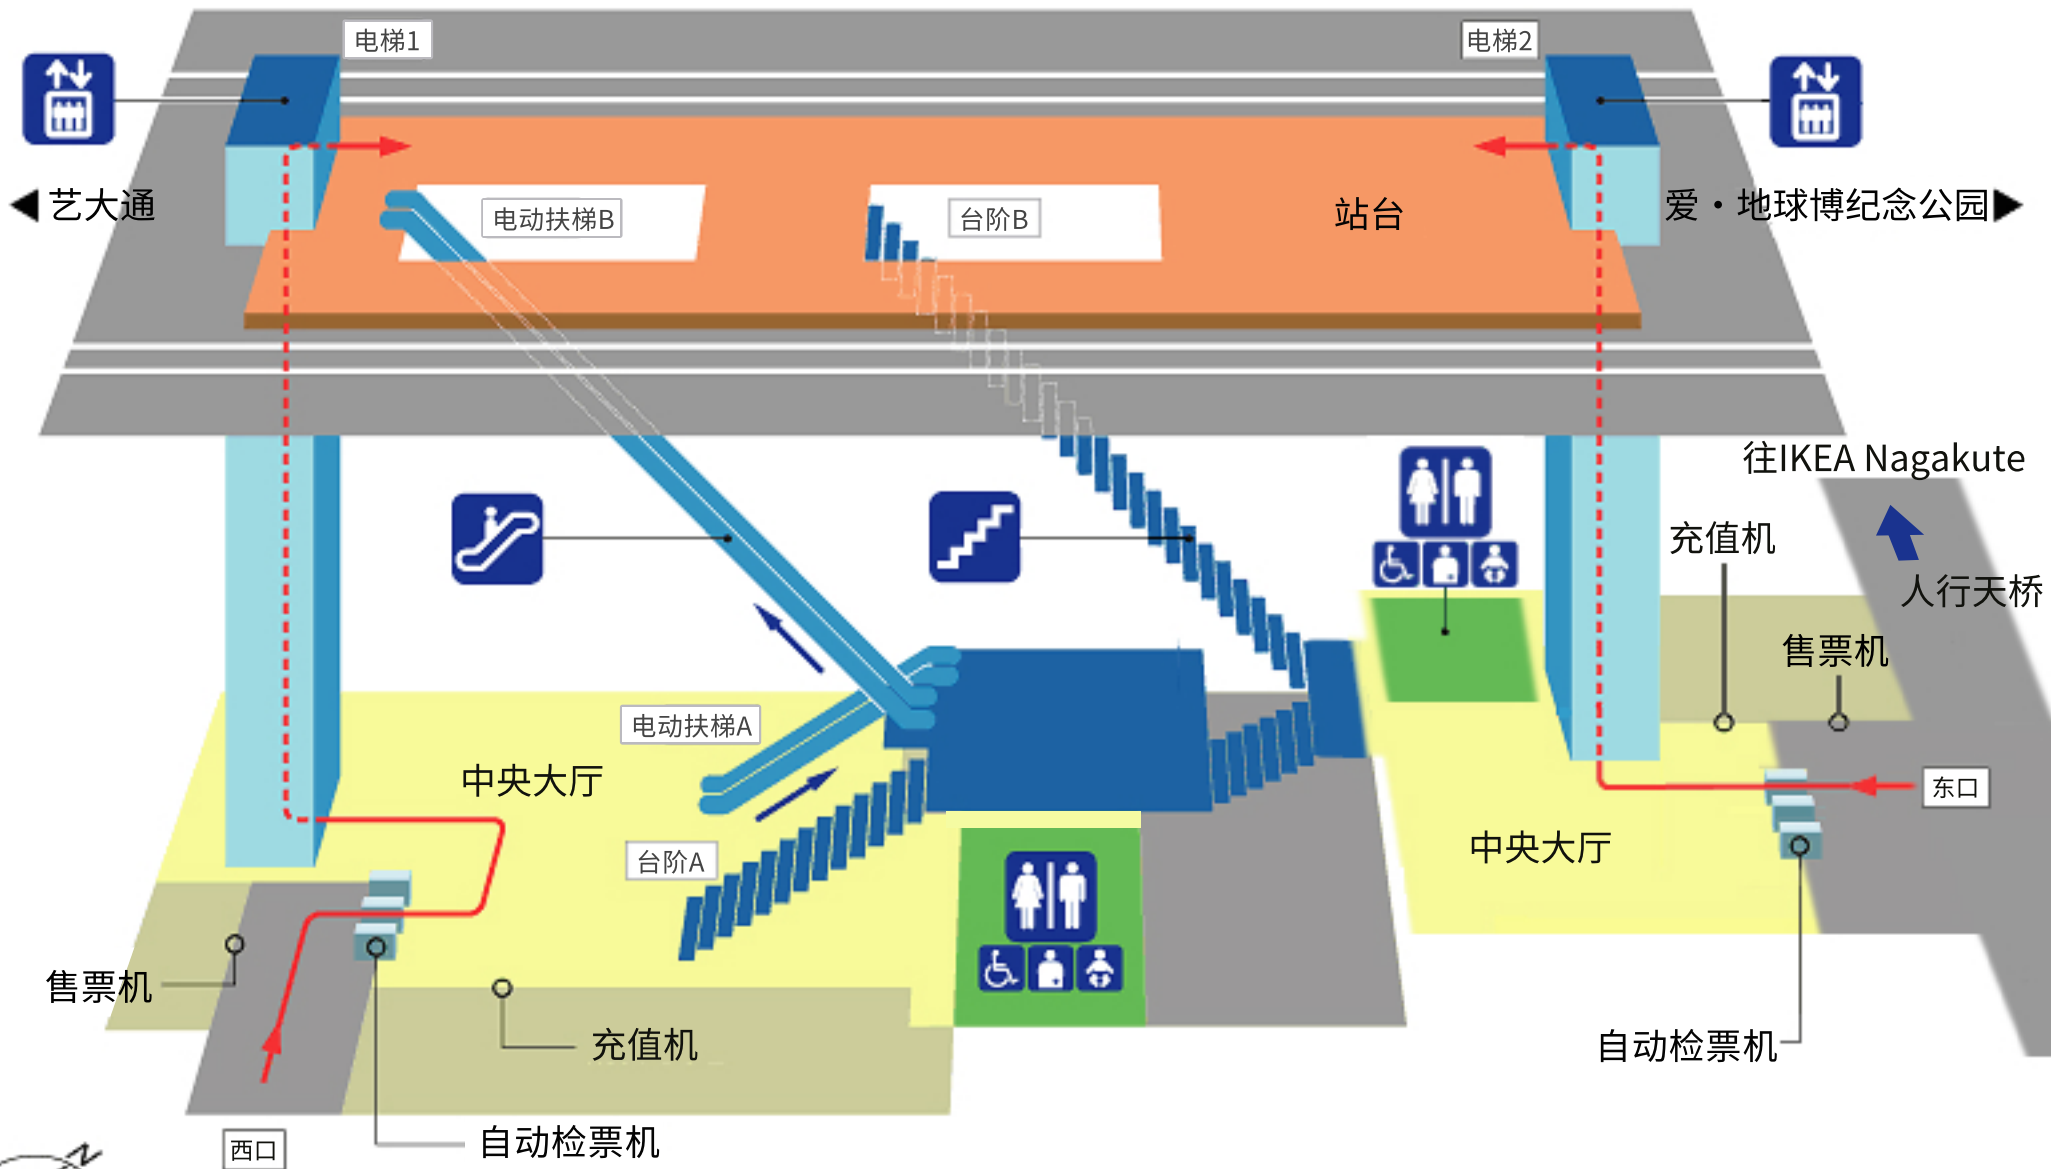 电梯1
电梯2
艺大通
爱・地球博纪念公园
电动扶梯B
台阶B
站台
往IKEA Nagakute
充值机
人行天桥
售票机
电动扶梯A
中央大厅
东口
台阶A
中央大厅
售票机
充值机
自动检票机
自动检票机
西口
N